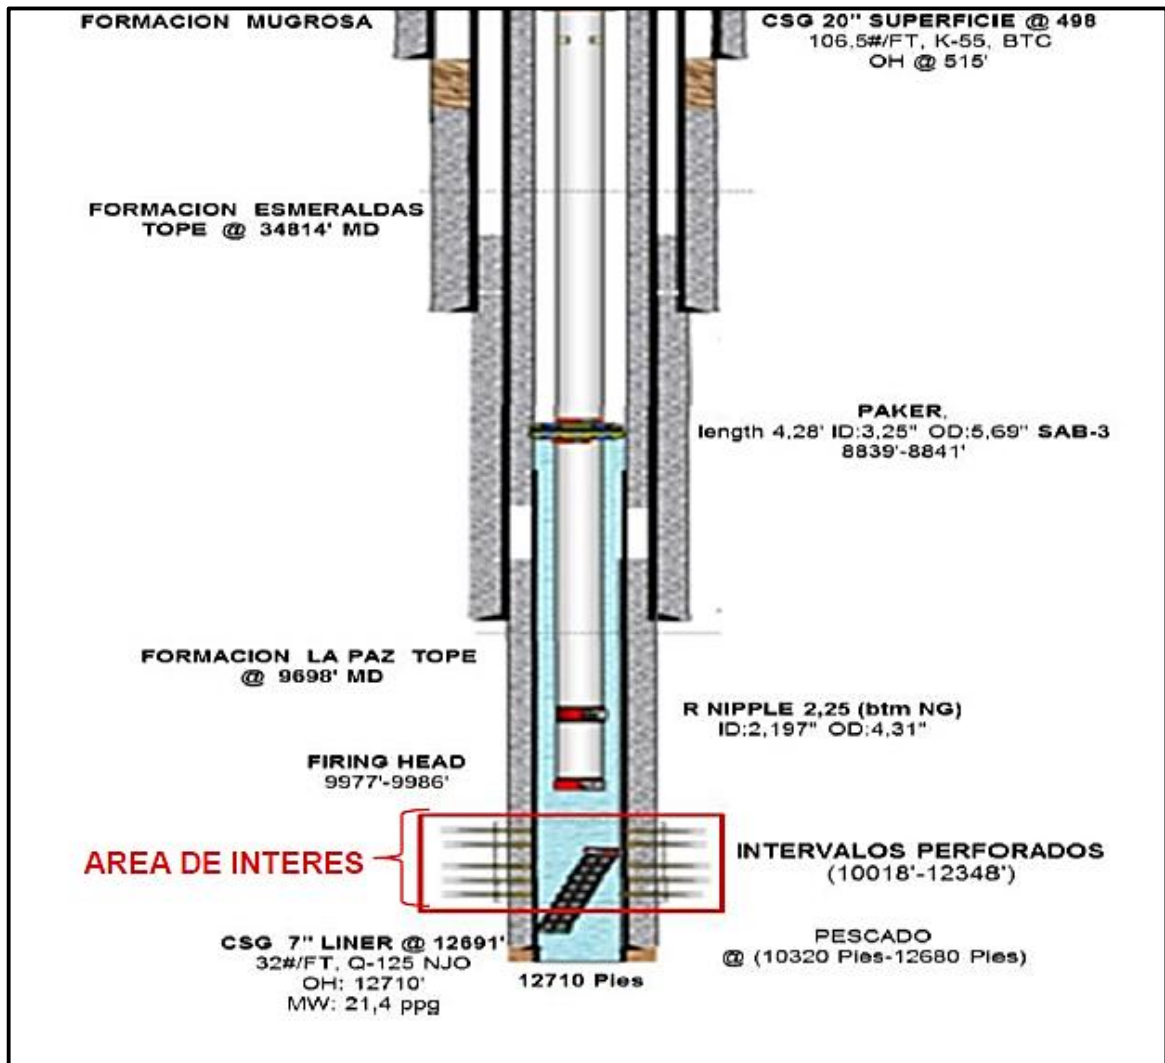 FORMACION MUGROSA
CSG 20" SUPERFICIE @ 498
106,5#/FT, K-55, BTC
OH @ 515'
FORMACION ESMERALDAS
TOPE @ 34814' MD
PAKER,
length 4,28' ID:3,25" OD:5,69" SAB-3
8839'-8841'
FORMACION LA PAZ TOPE
@ 9698' MD
R NIPPLE 2,25 (btm NG)
ID:2,197" OD:4,31"
FIRING HEAD
9977'-9986'
AREA DE INTERES
INTERVALOS PERFORADOS
(10018'-12348')
CSG 7" LINER @ 12691'
32#/FT, Q-125 NJO
OH: 12710'
MW: 21,4 ppg
12710 Pies
PESCADO
@ (10320 Pies-12680 Pies)